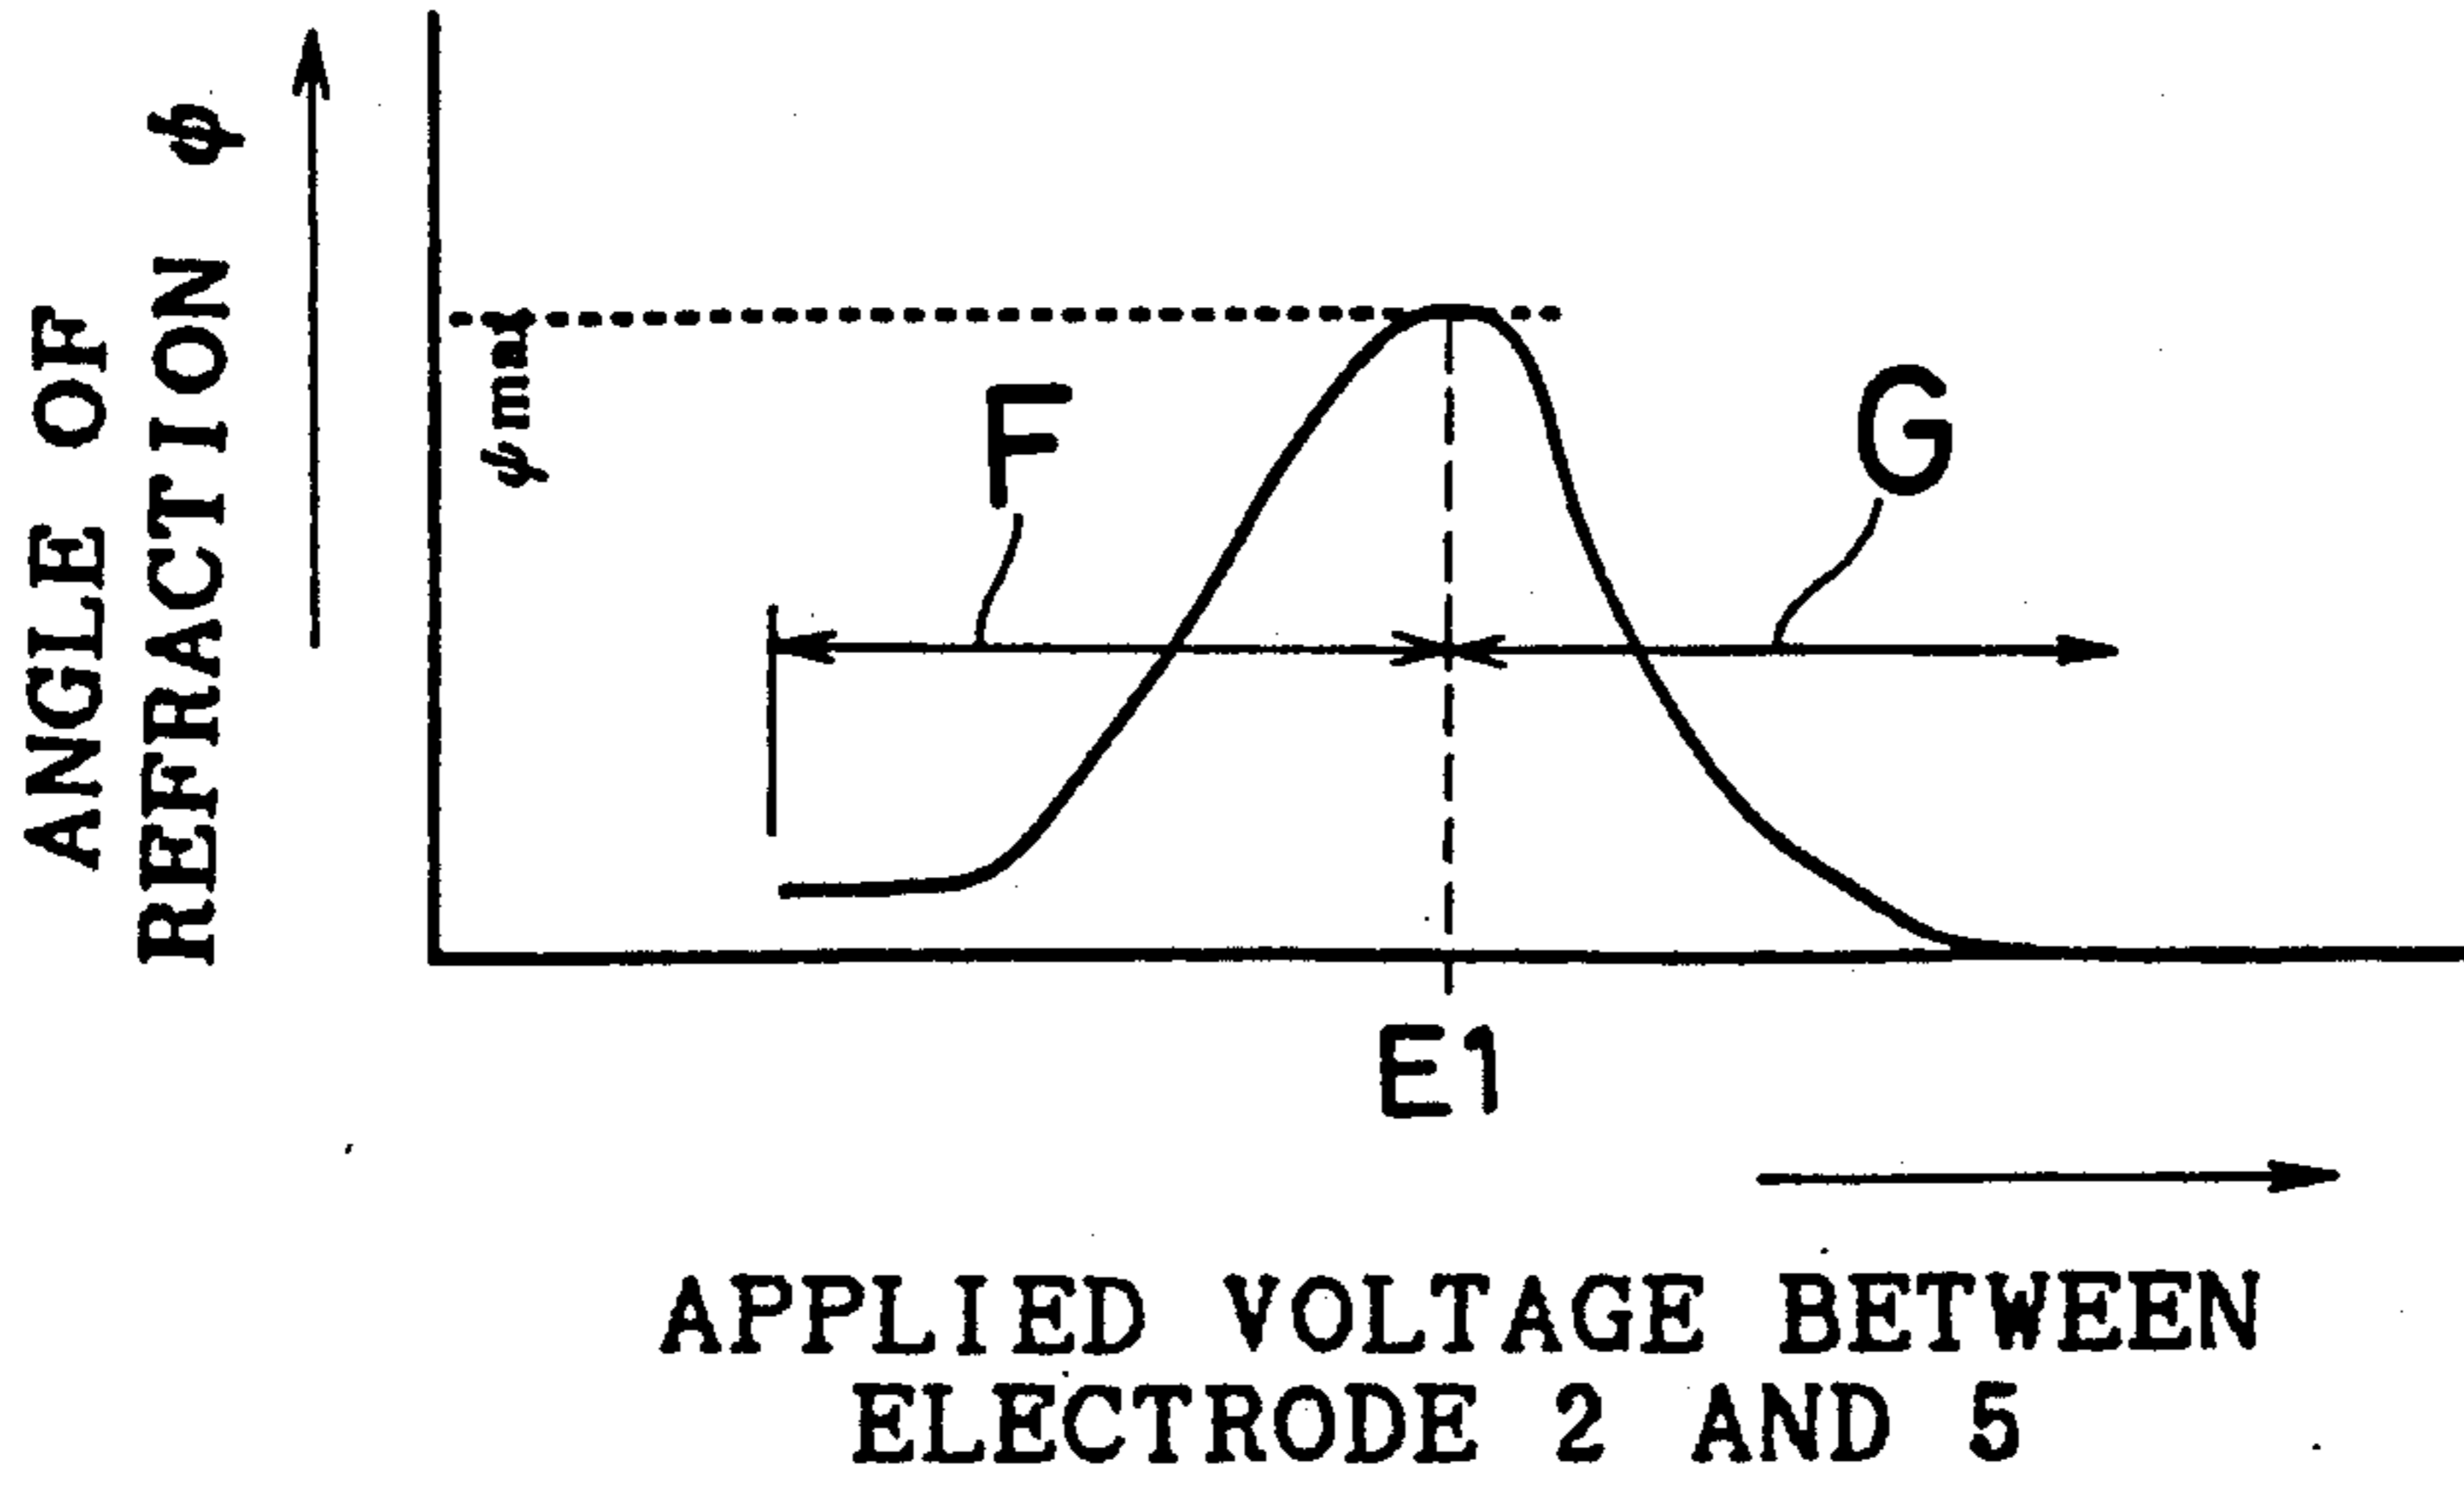 ANGLE OF
REFRACTION φ
φmax
F
G
E1
APPLIED VOLTAGE BETWEEN
ELECTRODE 2 AND 5